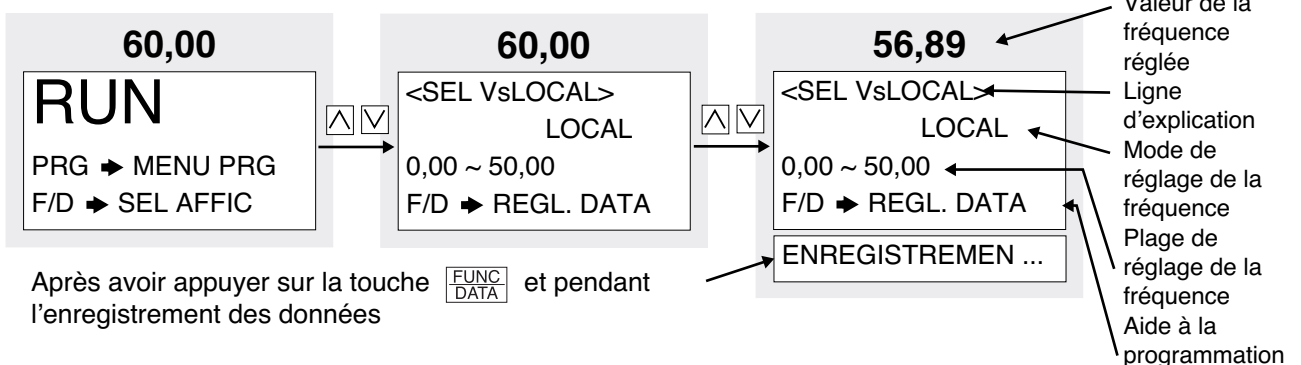 60,00
RUN
PRG ➡ MENU PRG
F/D ➡ SEL AFFIC
60,00
<SEL VsLOCAL>
LOCAL
0,00 ~ 50,00
F/D ➡ REGL. DATA
56,89
<SEL VsLOCAL>
LOCAL
0,00 ~ 50,00
F/D ➡ REGL. DATA
ENREGISTREMEN ...
Valeur de la
fréquence
réglée
Ligne
d'explication
Mode de
réglage de la
fréquence
Plage de
réglage de la
fréquence
Aide à la
programmation
Après avoir appuyer sur la touche FUNC DATA et pendant
l'enregistrement des données